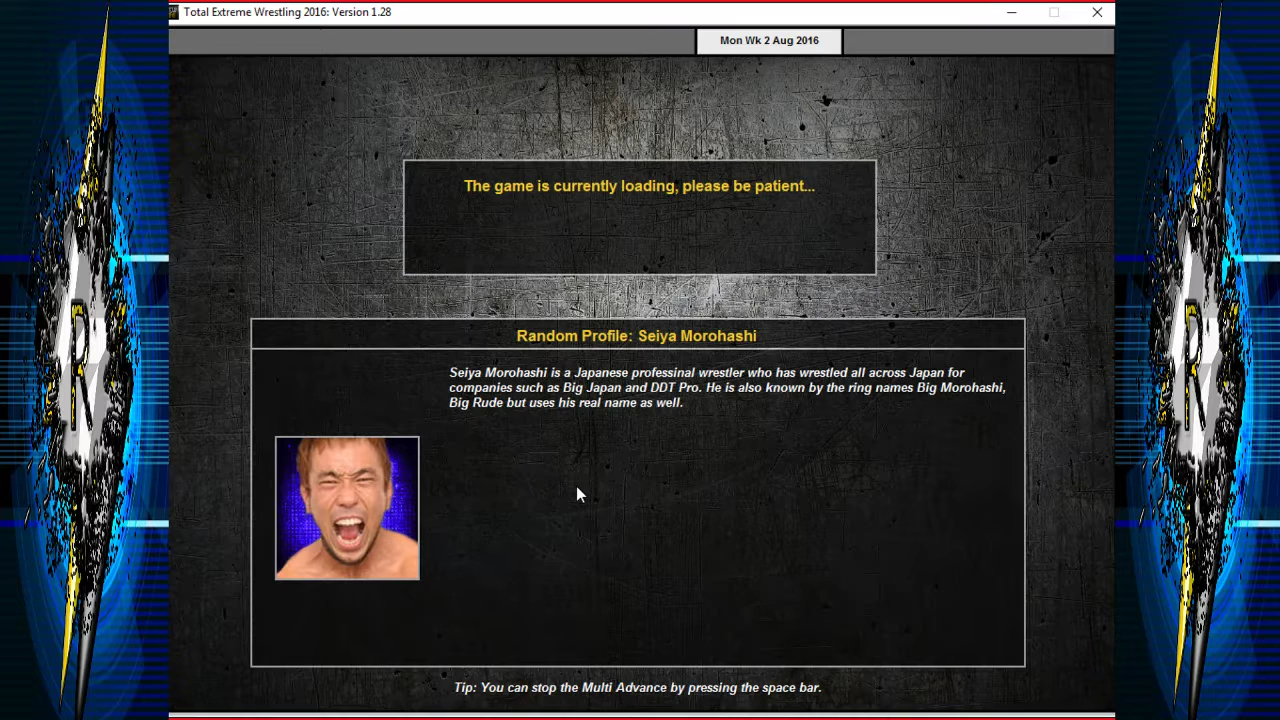 Total Extreme Wrestling 2016: Version 1.28
Mon Wk 2 Aug 2016
The game is currently loading, please be patient...
Random Profile: Seiya Morohashi
Seiya Morohashi is a Japanese professinal wrestler who has wrestled all across Japan for
companies such as Big Japan and DDT Pro. He is also known by the ring names Big Morohashi,
Big Rude but uses his real name as well.
R
R
Tip: You can stop the Multi Advance by pressing the space bar.